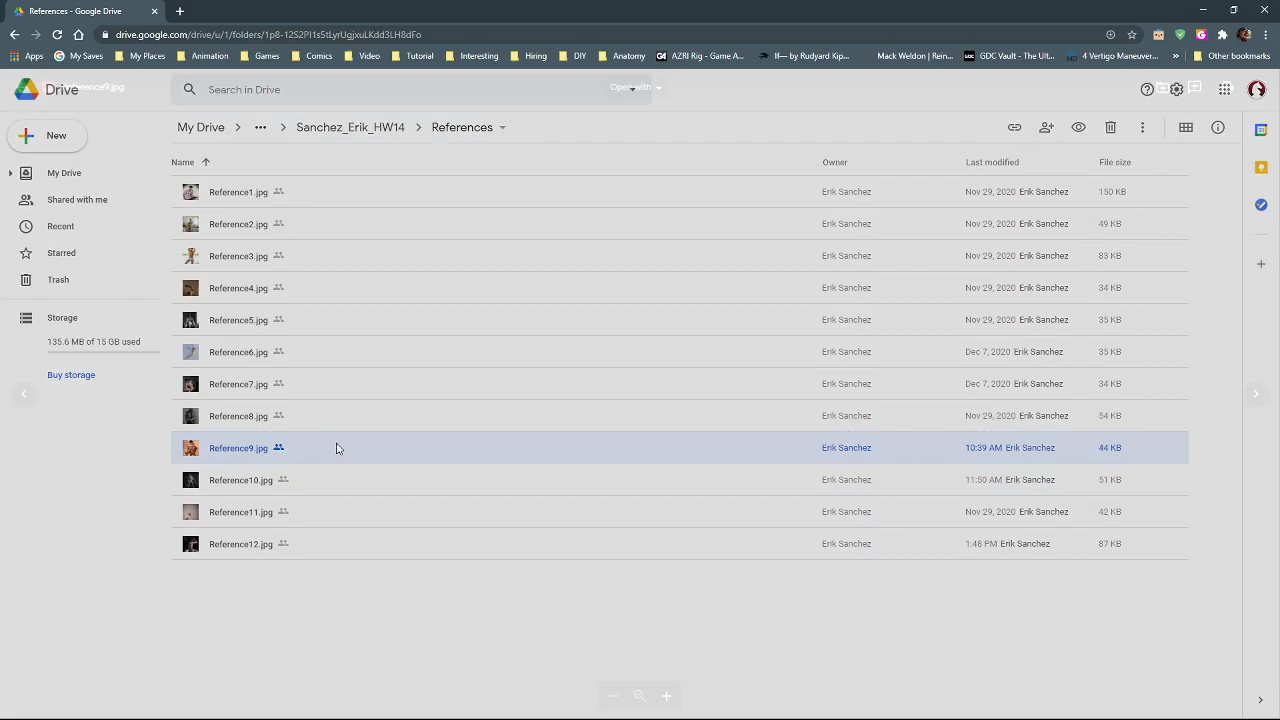 References - Google Drive
drive.google.com/drive/u/1/folders/1p8-12S2PI1sStLyrUgjxuLKdd3LH8dFo
Apps My Saves My Places Animation Games Comics Video Tutorial Interesting Hiring DIY Anatomy AZRI Rig - Game A... If— by Rudyard Kip... Mack Weldon | Rein... GDC Vault - The Ult... 4 Vertigo Maneuver... » Other bookmarks
Drive Reference9.jpg Search in Drive Open with
New
My Drive ... Sanchez_Erik_HW14 References
My Drive
Shared with me
Recent
Starred
Trash
Storage
135.6 MB of 15 GB used
Buy storage
Name Owner Last modified File size
Reference1.jpg Erik Sanchez Nov 29, 2020 Erik Sanchez 150 KB
Reference2.jpg Erik Sanchez Nov 29, 2020 Erik Sanchez 49 KB
Reference3.jpg Erik Sanchez Nov 29, 2020 Erik Sanchez 83 KB
Reference4.jpg Erik Sanchez Nov 29, 2020 Erik Sanchez 34 KB
Reference5.jpg Erik Sanchez Nov 29, 2020 Erik Sanchez 35 KB
Reference6.jpg Erik Sanchez Dec 7, 2020 Erik Sanchez 35 KB
Reference7.jpg Erik Sanchez Dec 7, 2020 Erik Sanchez 34 KB
Reference8.jpg Erik Sanchez Nov 29, 2020 Erik Sanchez 54 KB
Reference9.jpg Erik Sanchez 10:39 AM Erik Sanchez 44 KB
Reference10.jpg Erik Sanchez 11:50 AM Erik Sanchez 51 KB
Reference11.jpg Erik Sanchez Nov 29, 2020 Erik Sanchez 42 KB
Reference12.jpg Erik Sanchez 1:48 PM Erik Sanchez 87 KB